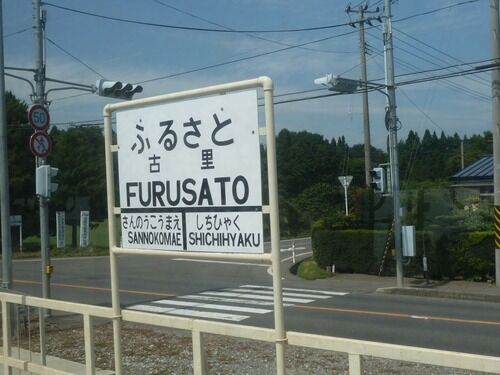 ふるさと
古里
FURUSATO
さんのうこうまえ しちひゃく
SANNOKOMAE SHICHIHYAKU
50